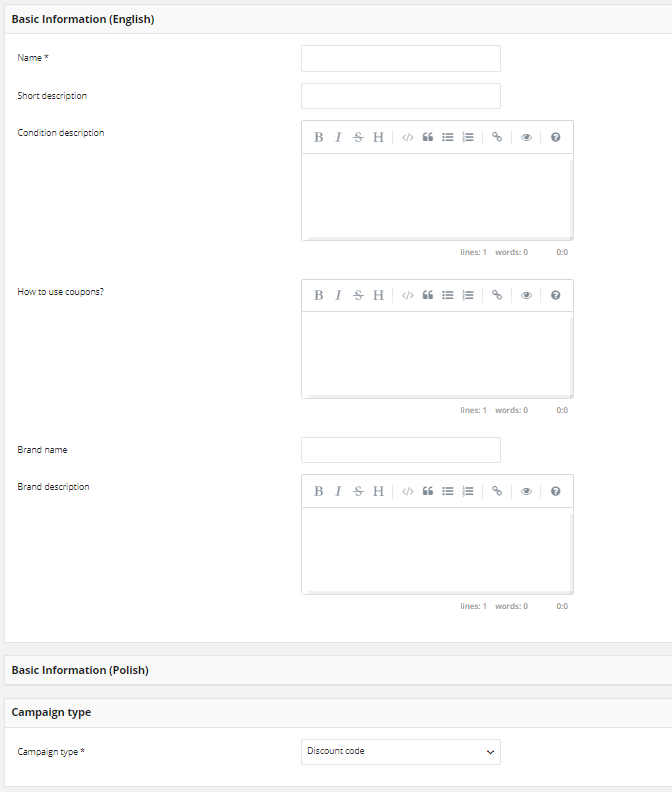 Basic Information (English)
Name *
Short description
Condition description
B I S H
lines: 1 words: 0 0:0
How to use coupons?
B I S H
lines: 1 words: 0 0:0
Brand name
Brand description
B I S H
lines: 1 words: 0 0:0
Basic Information (Polish)
Campaign type
Campaign type * Discount code